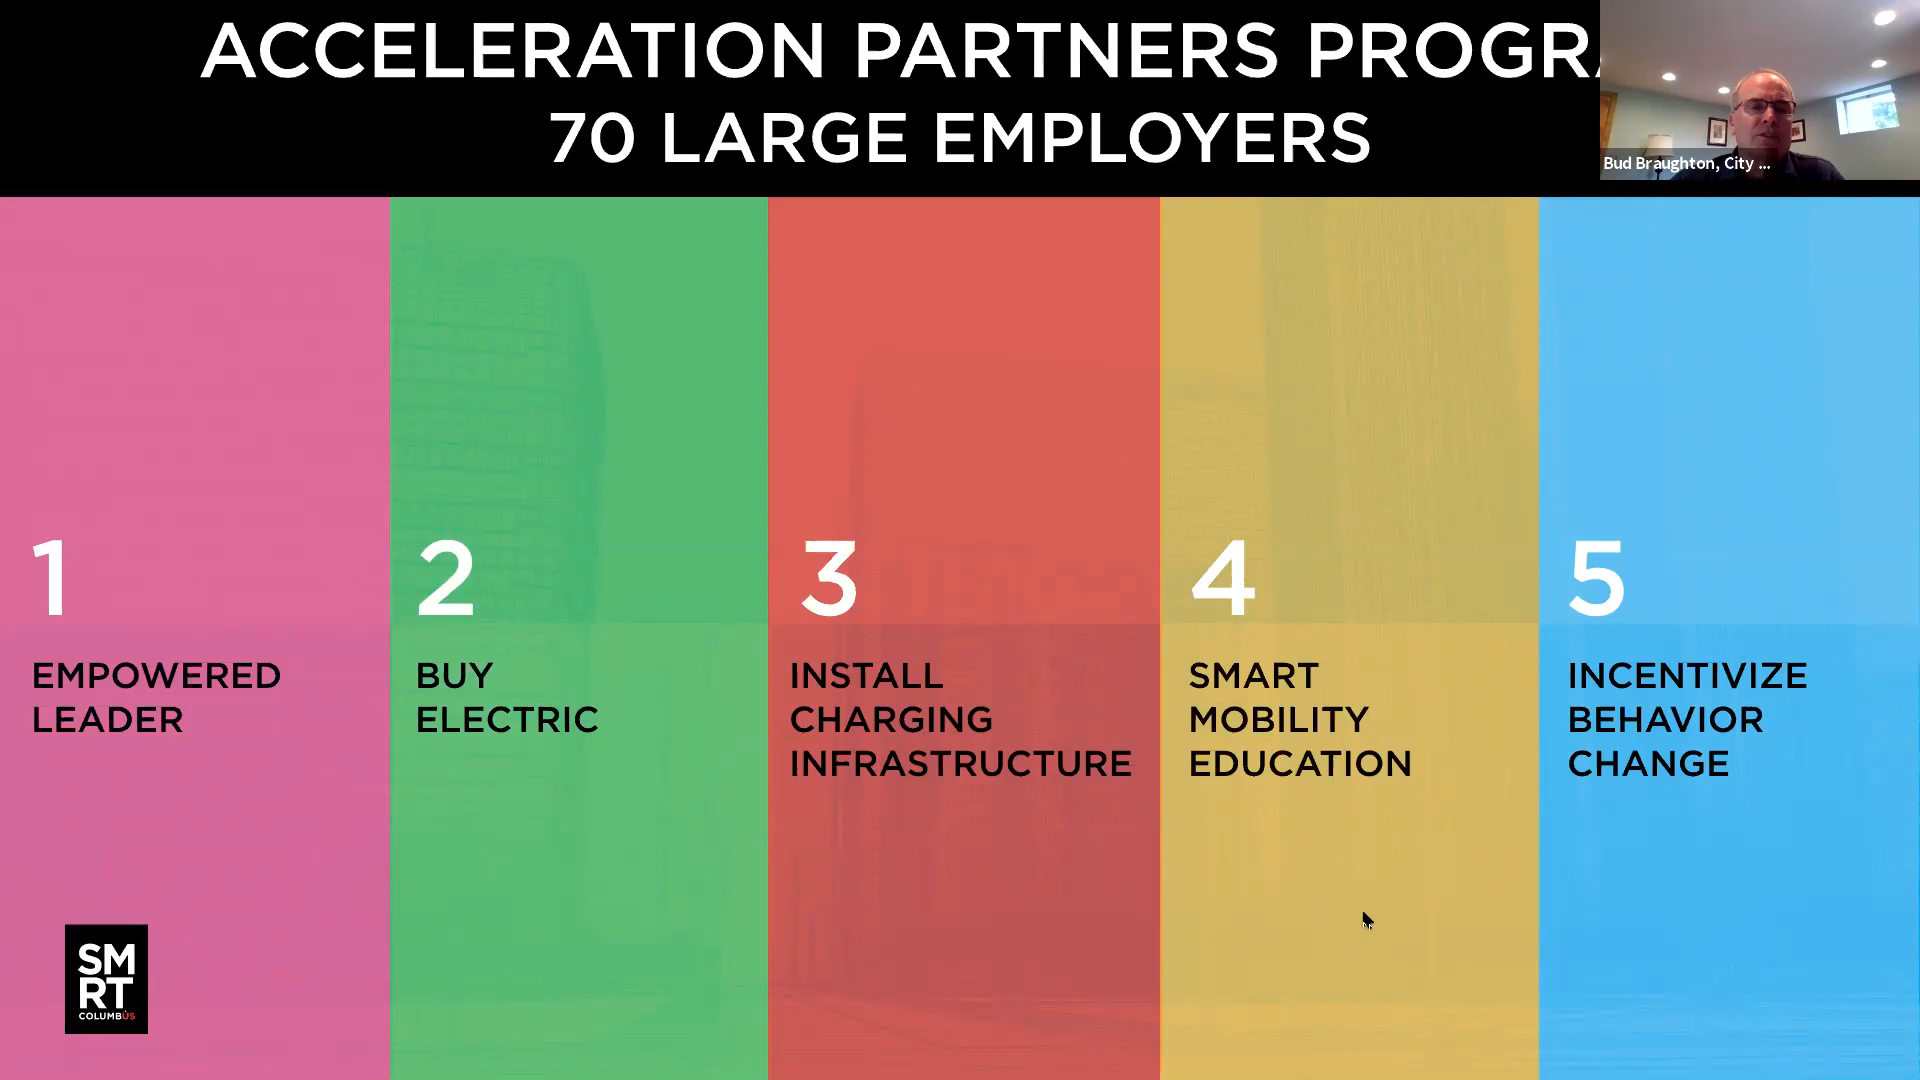 ACCELERATION PARTNERS PROGRA
70 LARGE EMPLOYERS
Bud Braughton, City ...
1
EMPOWERED
LEADER
2
BUY
ELECTRIC
3
INSTALL
CHARGING
INFRASTRUCTURE
4
SMART
MOBILITY
EDUCATION
5
INCENTIVIZE
BEHAVIOR
CHANGE
SM
RT
COLUMBUS